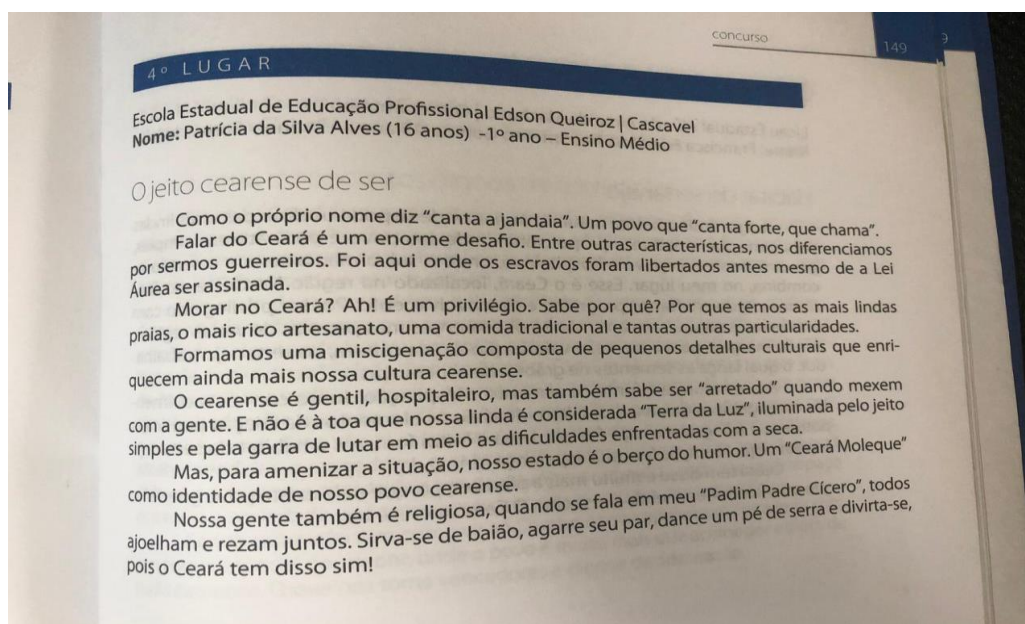 concurso
149
9
4º LUGAR
Escola Estadual de Educação Profissional Edson Queiroz | Cascavel
Nome: Patrícia da Silva Alves (16 anos) -1º ano – Ensino Médio
O jeito cearense de ser
Como o próprio nome diz “canta a jandaia”. Um povo que “canta forte, que chama”.
Falar do Ceará é um enorme desafio. Entre outras características, nos diferenciamos
por sermos guerreiros. Foi aqui onde os escravos foram libertados antes mesmo de a Lei
Áurea ser assinada.
Morar no Ceará? Ah! É um privilégio. Sabe por quê? Por que temos as mais lindas
praias, o mais rico artesanato, uma comida tradicional e tantas outras particularidades.
Formamos uma miscigenação composta de pequenos detalhes culturais que enri-
quecem ainda mais nossa cultura cearense.
O cearense é gentil, hospitaleiro, mas também sabe ser “arretado” quando mexem
com a gente. E não é à toa que nossa linda é considerada “Terra da Luz”, iluminada pelo jeito
simples e pela garra de lutar em meio as dificuldades enfrentadas com a seca.
Mas, para amenizar a situação, nosso estado é o berço do humor. Um “Ceará Moleque”
como identidade de nosso povo cearense.
Nossa gente também é religiosa, quando se fala em meu “Padim Padre Cícero”, todos
ajoelham e rezam juntos. Sirva-se de baião, agarre seu par, dance um pé de serra e divirta-se,
pois o Ceará tem disso sim!